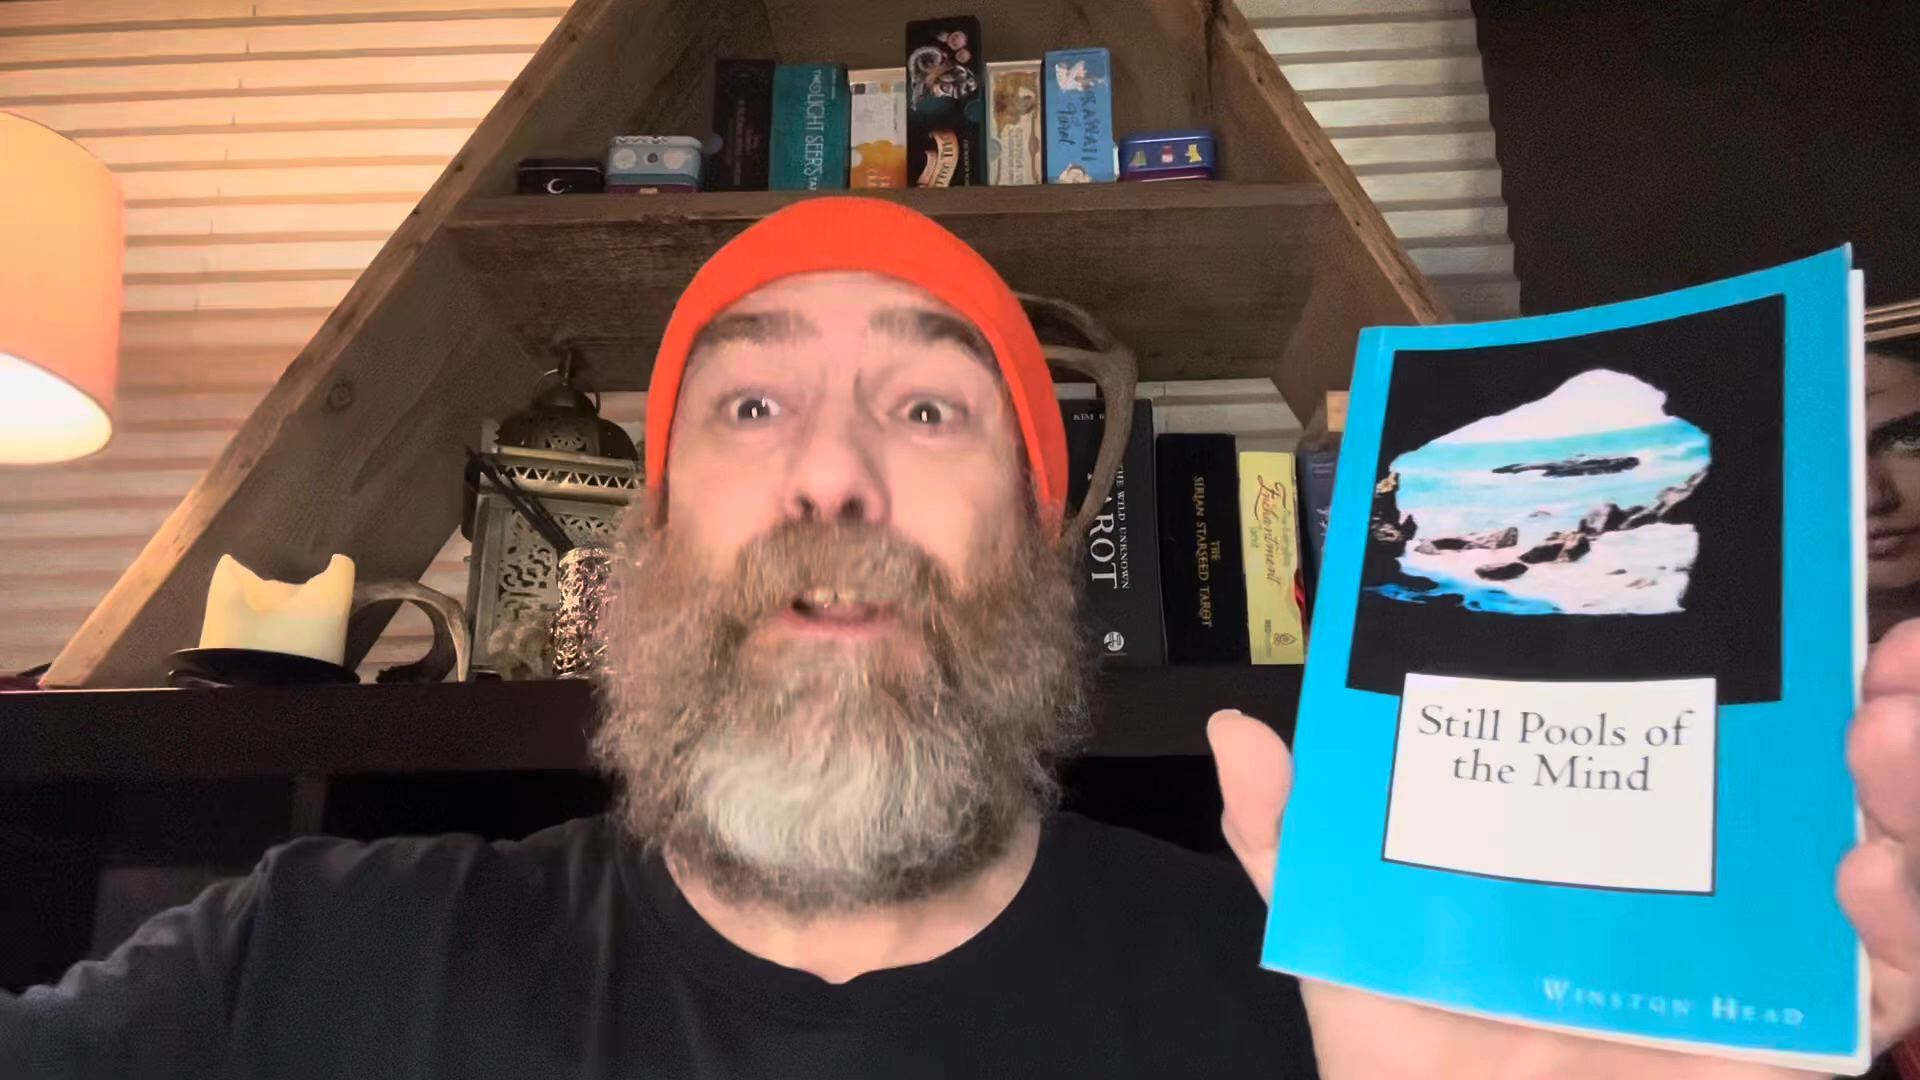 LIGHT SEER'S
KAWAII
Tarot
THE WILD UNKNOWN
TAROT
THE
SIRIAN STARSEED TAROT
Enchantment
Still Pools of
the Mind
WINSTON HEAD